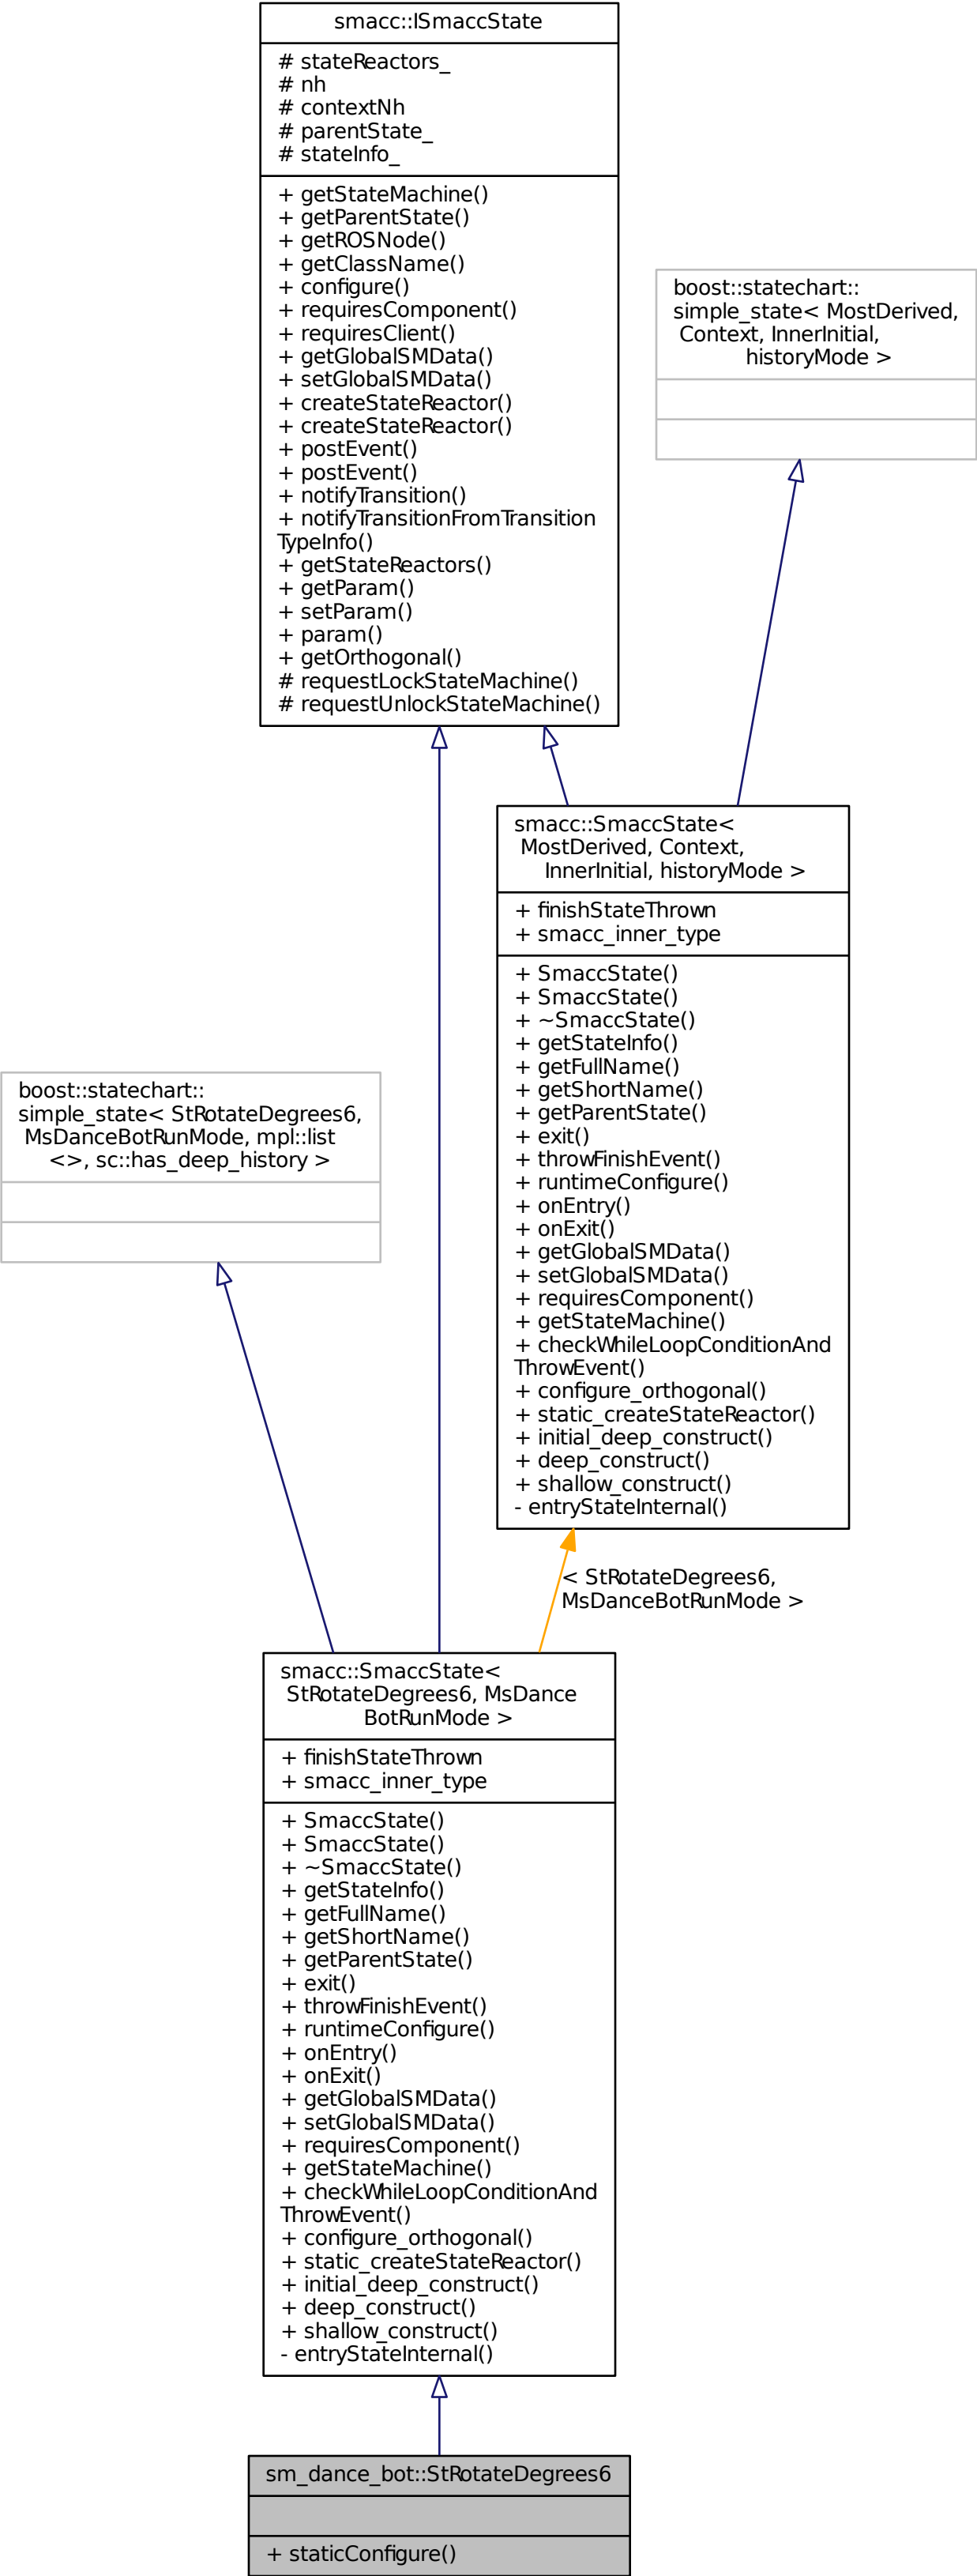 smacc::ISmaccState
# stateReactors_
# nh
# contextNh
# parentState_
# stateInfo_
+ getStateMachine()
+ getParentState()
+ getROSNode()
+ getClassName()
+ configure()
+ requiresComponent()
+ requiresClient()
+ getGlobalSMData()
+ setGlobalSMData()
+ createStateReactor()
+ createStateReactor()
+ postEvent()
+ postEvent()
+ notifyTransition()
+ notifyTransitionFromTransition
TypeInfo()
+ getStateReactors()
+ getParam()
+ setParam()
+ param()
+ getOrthogonal()
# requestLockStateMachine()
# requestUnlockStateMachine()
boost::statechart::
simple_state< MostDerived,
Context, InnerInitial,
historyMode >
smacc::SmaccState<
MostDerived, Context,
InnerInitial, historyMode >
+ finishStateThrown
+ smacc_inner_type
+ SmaccState()
+ SmaccState()
+ ~SmaccState()
+ getStateInfo()
+ getFullName()
+ getShortName()
+ getParentState()
+ exit()
+ throwFinishEvent()
+ runtimeConfigure()
+ onEntry()
+ onExit()
+ getGlobalSMData()
+ setGlobalSMData()
+ requiresComponent()
+ getStateMachine()
+ checkWhileLoopConditionAnd
ThrowEvent()
+ configure_orthogonal()
+ static_createStateReactor()
+ initial_deep_construct()
+ deep_construct()
+ shallow_construct()
- entryStateInternal()
boost::statechart::
simple_state< StRotateDegrees6,
MsDanceBotRunMode, mpl::list
<>, sc::has_deep_history >
< StRotateDegrees6,
MsDanceBotRunMode >
smacc::SmaccState<
StRotateDegrees6, MsDance
BotRunMode >
+ finishStateThrown
+ smacc_inner_type
+ SmaccState()
+ SmaccState()
+ ~SmaccState()
+ getStateInfo()
+ getFullName()
+ getShortName()
+ getParentState()
+ exit()
+ throwFinishEvent()
+ runtimeConfigure()
+ onEntry()
+ onExit()
+ getGlobalSMData()
+ setGlobalSMData()
+ requiresComponent()
+ getStateMachine()
+ checkWhileLoopConditionAnd
ThrowEvent()
+ configure_orthogonal()
+ static_createStateReactor()
+ initial_deep_construct()
+ deep_construct()
+ shallow_construct()
- entryStateInternal()
sm_dance_bot::StRotateDegrees6
+ staticConfigure()